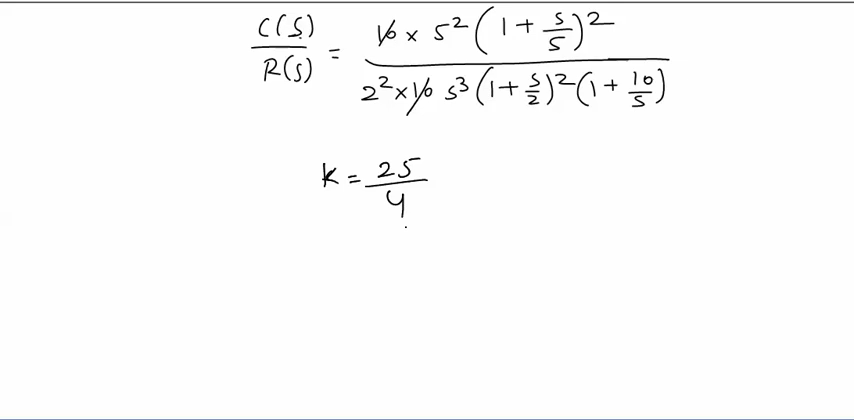 C(s)/R(s) = 10 × 5² (1 + s/5)² / 2² × 10 s³ (1 + s/2)² (1 + 10/s)
K = 25/4